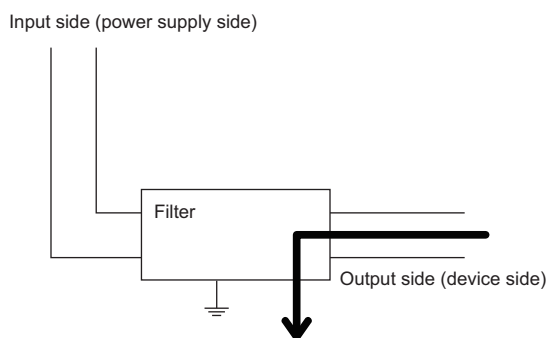 Input side (power supply side)
Filter
Output side (device side)